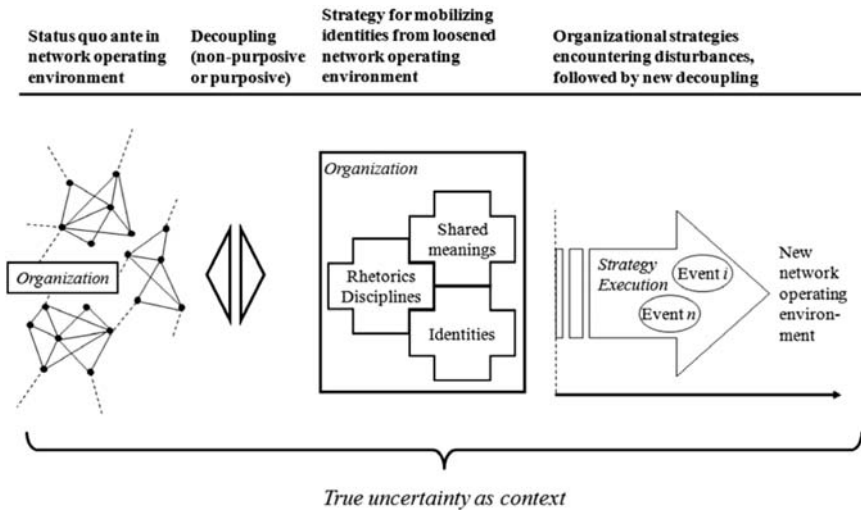 Status quo ante in
network operating
environment
Decoupling
(non-purposive
or purposive)
Strategy for mobilizing
identities from loosened
network operating
environment
Organizational strategies
encountering disturbances,
followed by new decoupling
Organization
Organization
Shared
meanings
Rhetorics
Disciplines
Identities
Strategy
Execution
Event i
Event n
New
network
operating
environ-
ment
True uncertainty as context